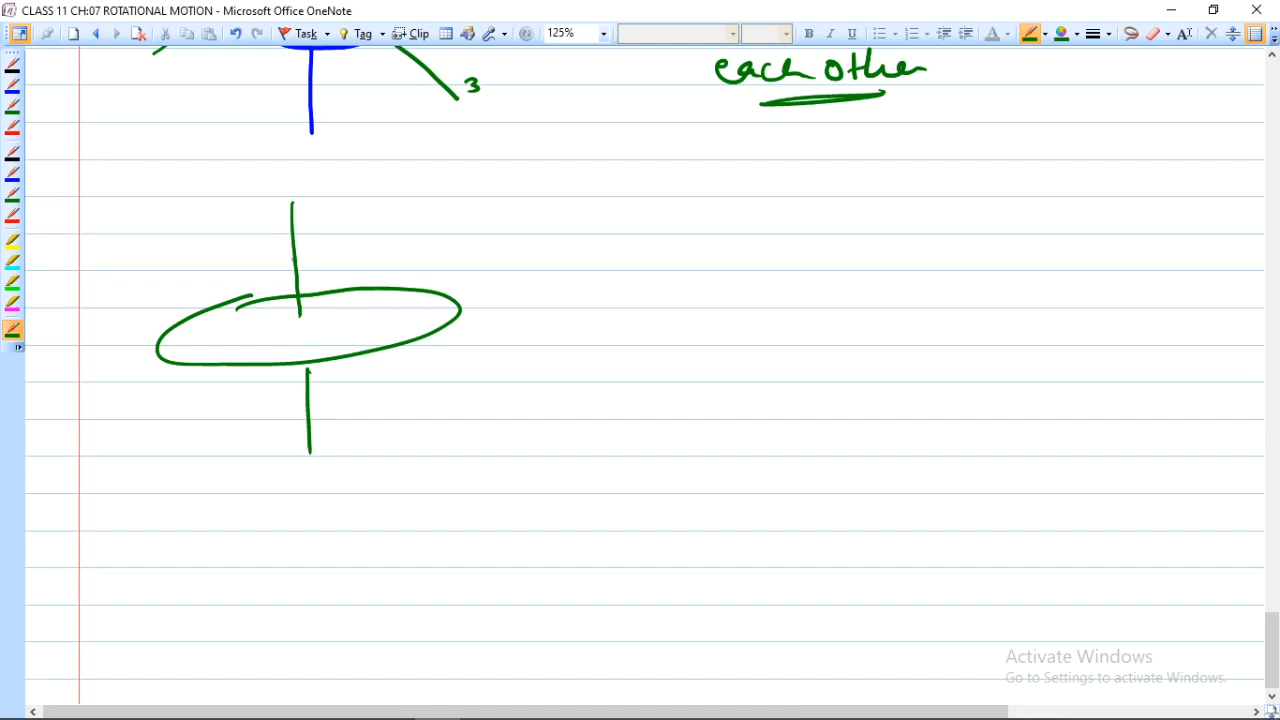 CLASS 11 CH:07 ROTATIONAL MOTION - Microsoft Office OneNote
Task Tag Clip 125% B I U
3
each other
Activate Windows
Go to Settings to activate Windows.